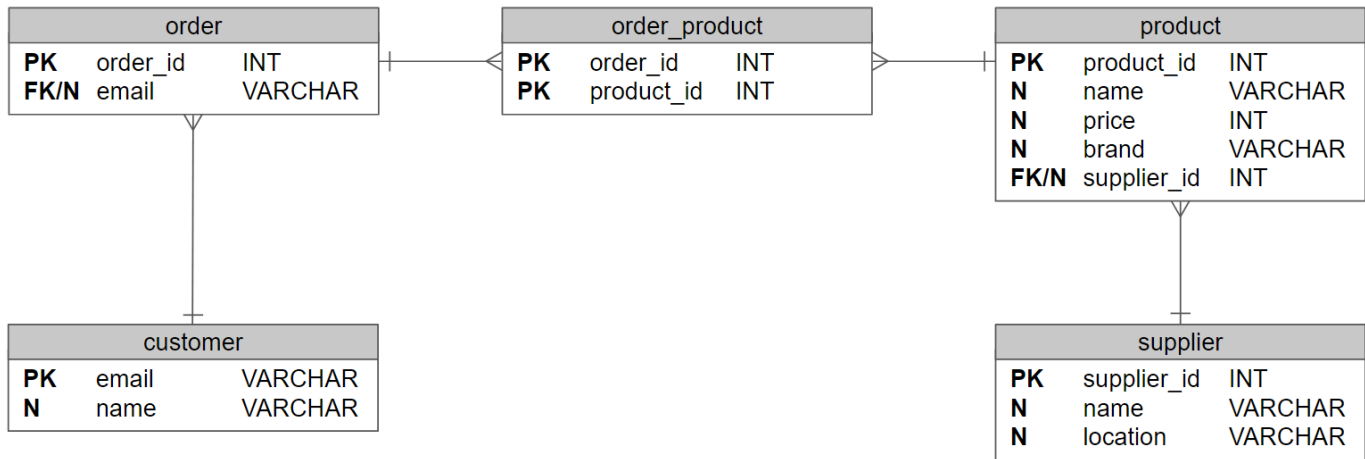 order
PK order_id INT
FK/N email VARCHAR
order_product
PK order_id INT
PK product_id INT
product
PK product_id INT
N name VARCHAR
N price INT
N brand VARCHAR
FK/N supplier_id INT
customer
PK email VARCHAR
N name VARCHAR
supplier
PK supplier_id INT
N name VARCHAR
N location VARCHAR